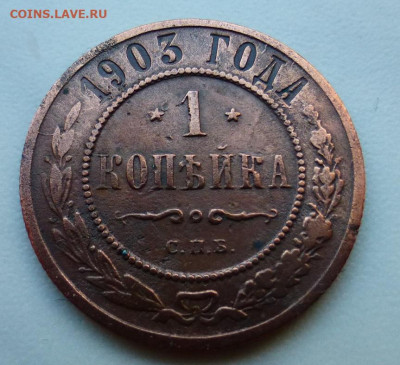 COINS.LAVE.RU
1903 ГОДА
★ 1 ★
КОПѢЙКА
С.П.Б.